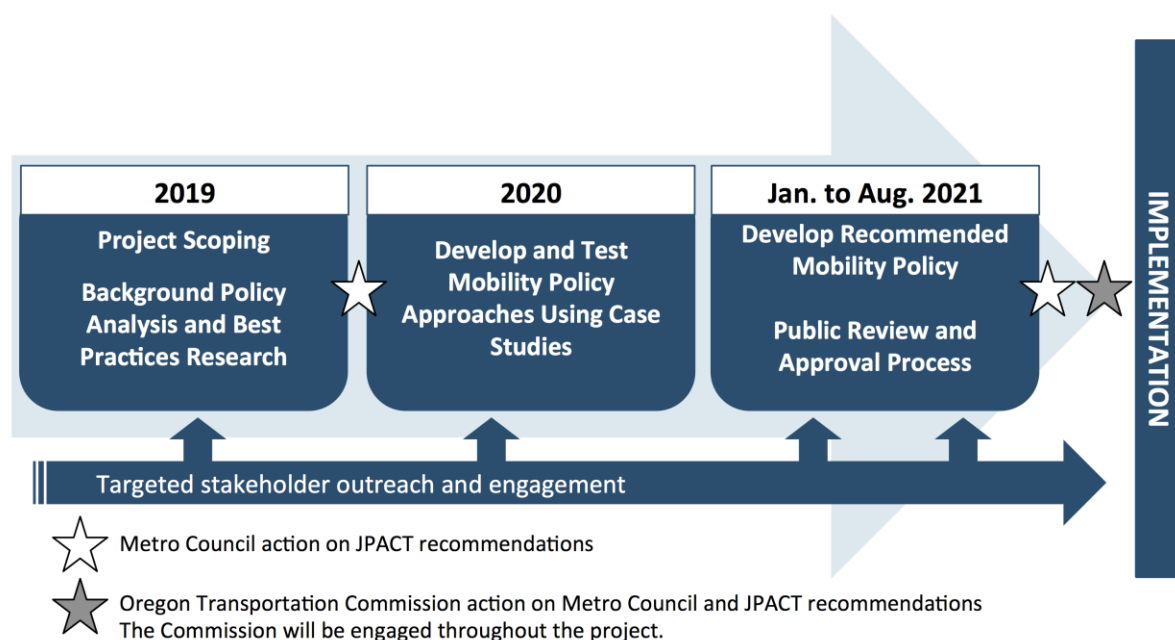 2019
Project Scoping
Background Policy
Analysis and Best
Practices Research
2020
Develop and Test
Mobility Policy
Approaches Using Case
Studies
Jan. to Aug. 2021
Develop Recommended
Mobility Policy
Public Review and
Approval Process
IMPLEMENTATION
Targeted stakeholder outreach and engagement
Metro Council action on JPACT recommendations
Oregon Transportation Commission action on Metro Council and JPACT recommendations
The Commission will be engaged throughout the project.